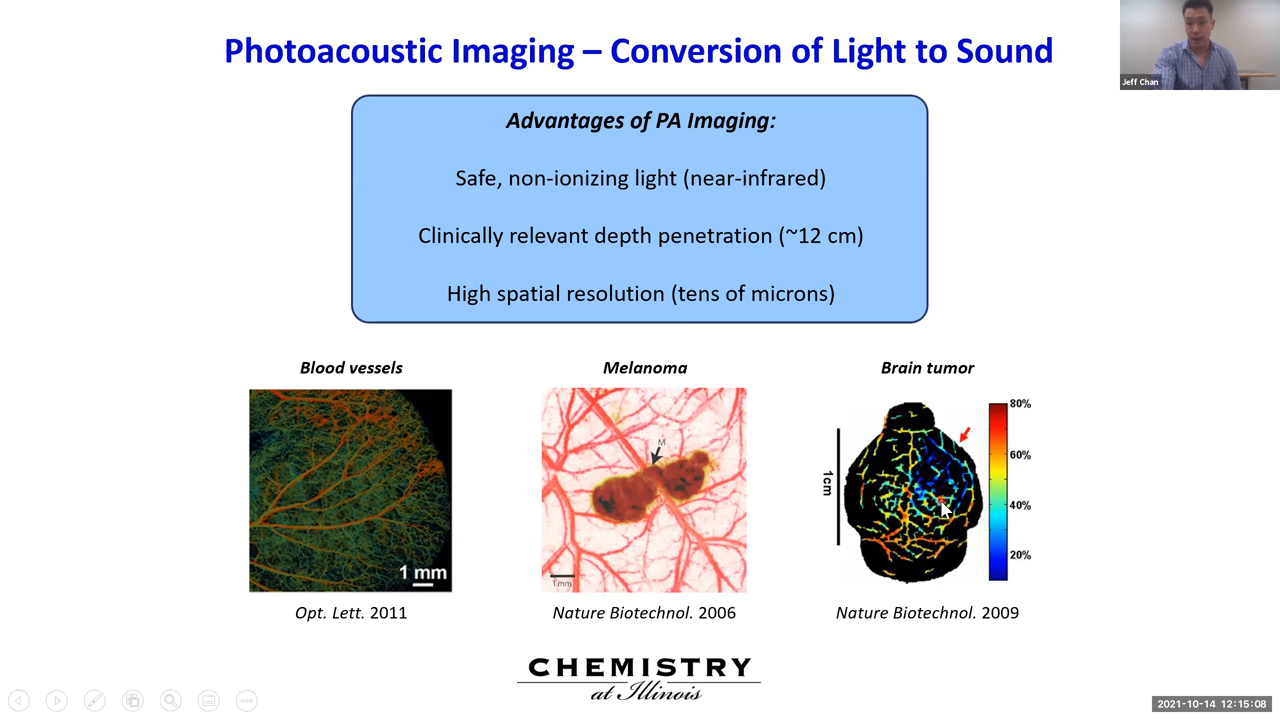 Photoacoustic Imaging – Conversion of Light to Sound
Jeff Chan
Advantages of PA Imaging:
Safe, non-ionizing light (near-infrared)
Clinically relevant depth penetration (~12 cm)
High spatial resolution (tens of microns)
Blood vessels
Melanoma
Brain tumor
1 mm
M
1 mm
1cm
80%
60%
40%
20%
Opt. Lett. 2011
Nature Biotechnol. 2006
Nature Biotechnol. 2009
CHEMISTRY
at Illinois
2021-10-14 12:15:08